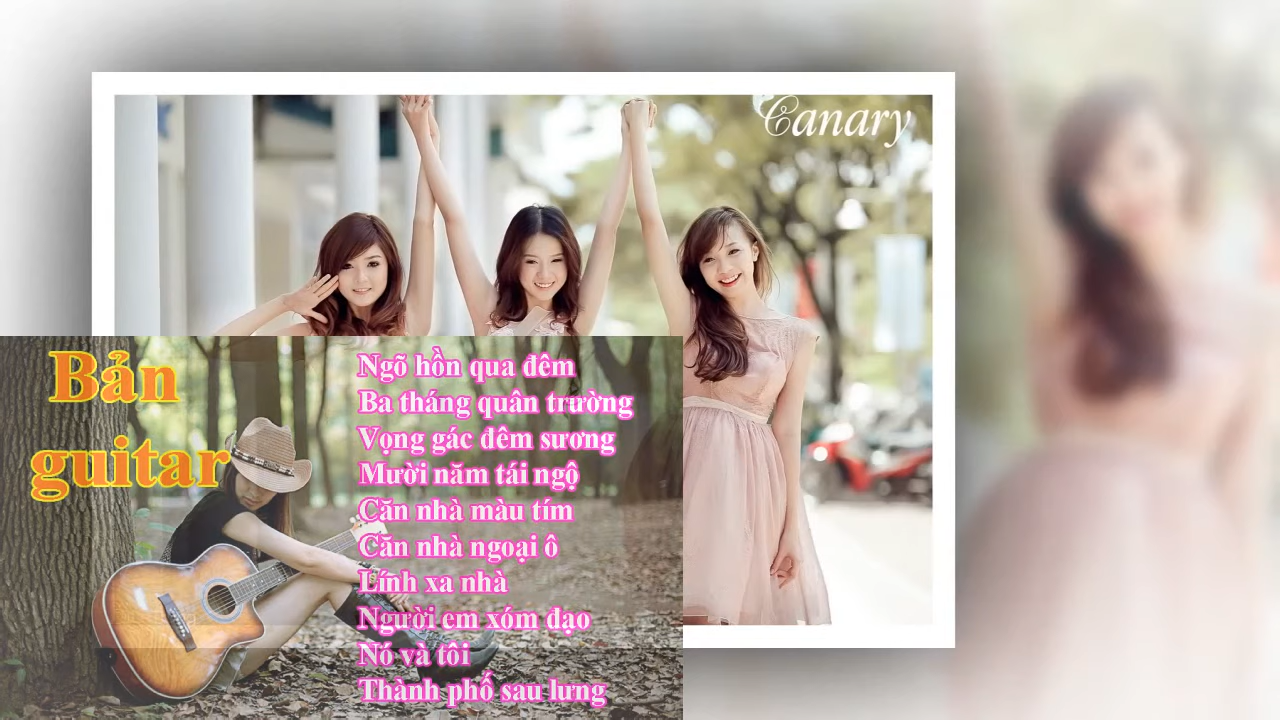 Canary
Bản
guitar
Ngõ hồn qua đêm
Ba tháng quân trường
Vọng gác đêm sương
Mười năm tái ngộ
Căn nhà màu tím
Căn nhà ngoại ô
Lính xa nhà
Người em xóm đạo
Nó và tôi
Thành phố sau lưng